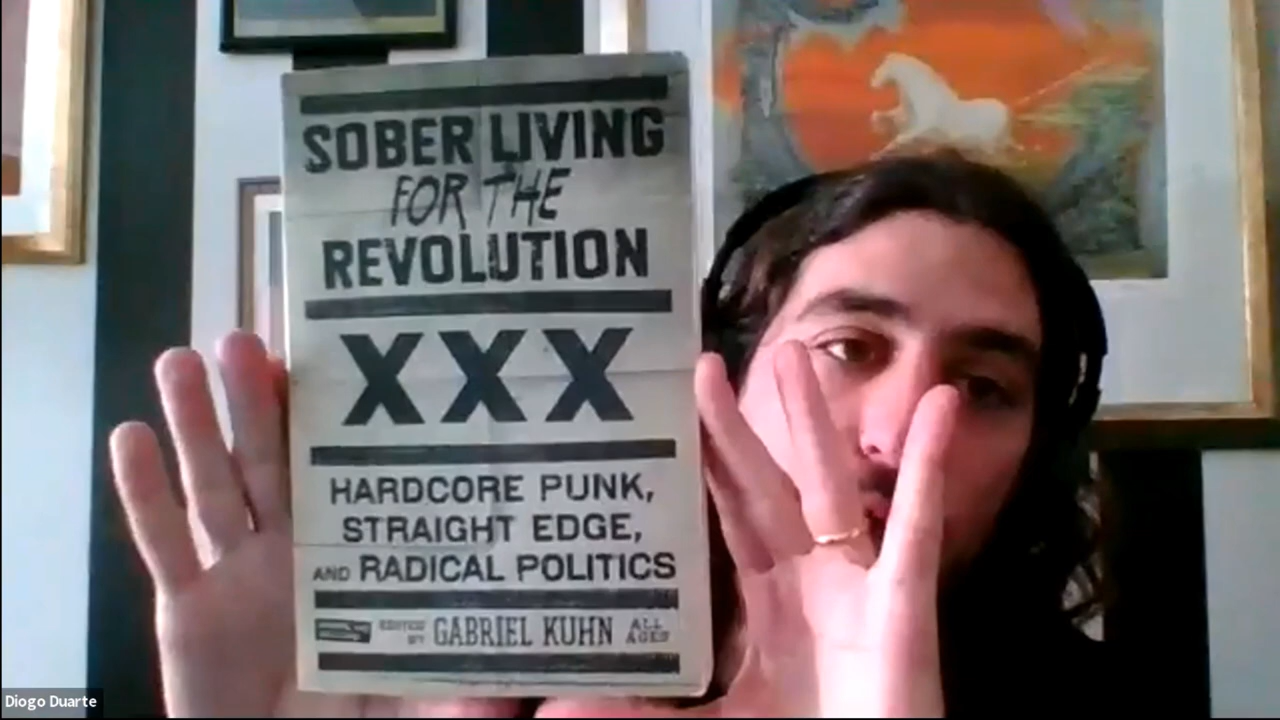 SOBER LIVING
FOR THE
REVOLUTION
XXX
HARDCORE PUNK,
STRAIGHT EDGE,
AND RADICAL POLITICS
EDITED BY GABRIEL KUHN ALL AGES
Diogo Duarte